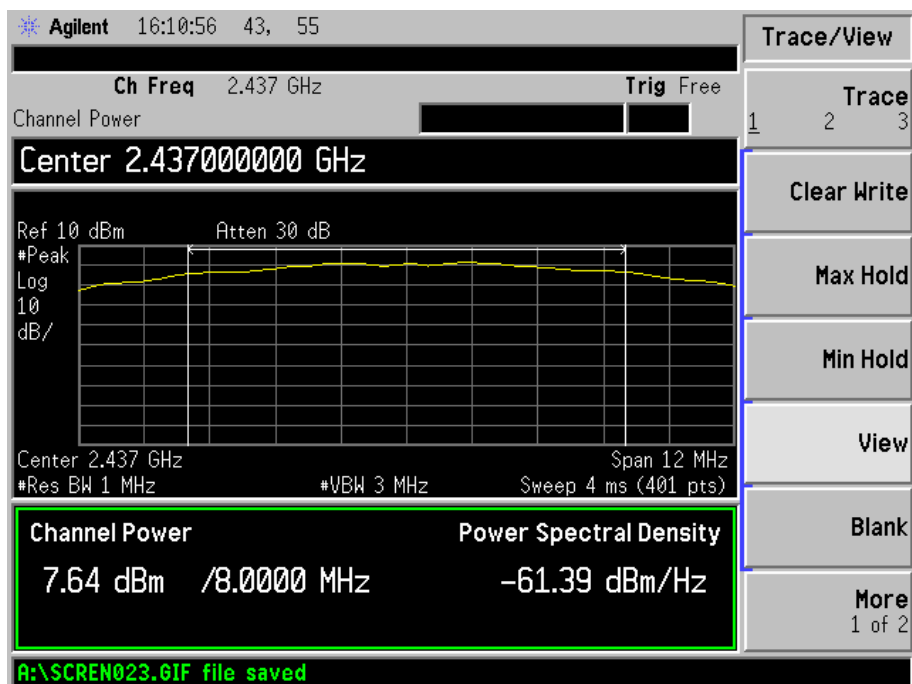 Agilent 16:10:56 43, 55
Trace/View
Ch Freq 2.437 GHz Trig Free
Channel Power
Trace
1 2 3
Center 2.437000000 GHz
Clear Write
Ref 10 dBm Atten 30 dB
#Peak
Log
10
dB/
Max Hold
Min Hold
View
Center 2.437 GHz Span 12 MHz
#Res BW 1 MHz #VBW 3 MHz Sweep 4 ms (401 pts)
Channel Power Power Spectral Density
7.64 dBm /8.0000 MHz -61.39 dBm/Hz
Blank
More
1 of 2
A:\SCREN023.GIF file saved